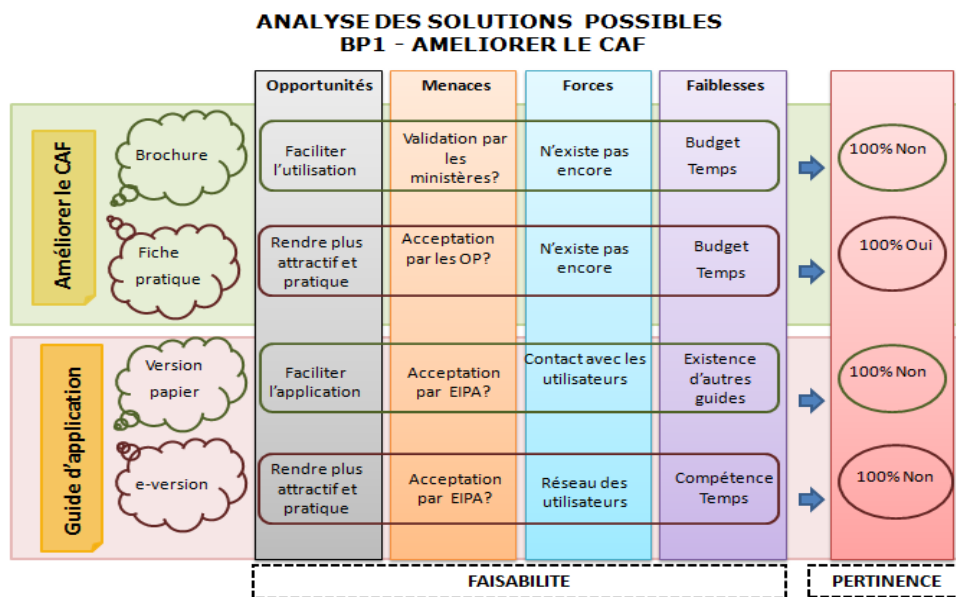 ANALYSE DES SOLUTIONS POSSIBLES
BP1 - AMELIORER LE CAF
Opportunités
Menaces
Forces
Faiblesses
Améliorer le CAF
Brochure
Faciliter
l'utilisation
Validation par
les
ministères?
N'existe pas
encore
Budget
Temps
100% Non
Fiche
pratique
Rendre plus
attractif et
pratique
Acceptation
par les OP?
N'existe pas
encore
Budget
Temps
100% Oui
Guide d'application
Version
papier
Faciliter
l'application
Acceptation
par EIPA?
Contact avec les
utilisateurs
Existence
d'autres
guides
100% Non
e-version
Rendre plus
attractif et
pratique
Acceptation
par EIPA?
Réseau des
utilisateurs
Compétence
Temps
100% Non
FAISABILITE
PERTINENCE